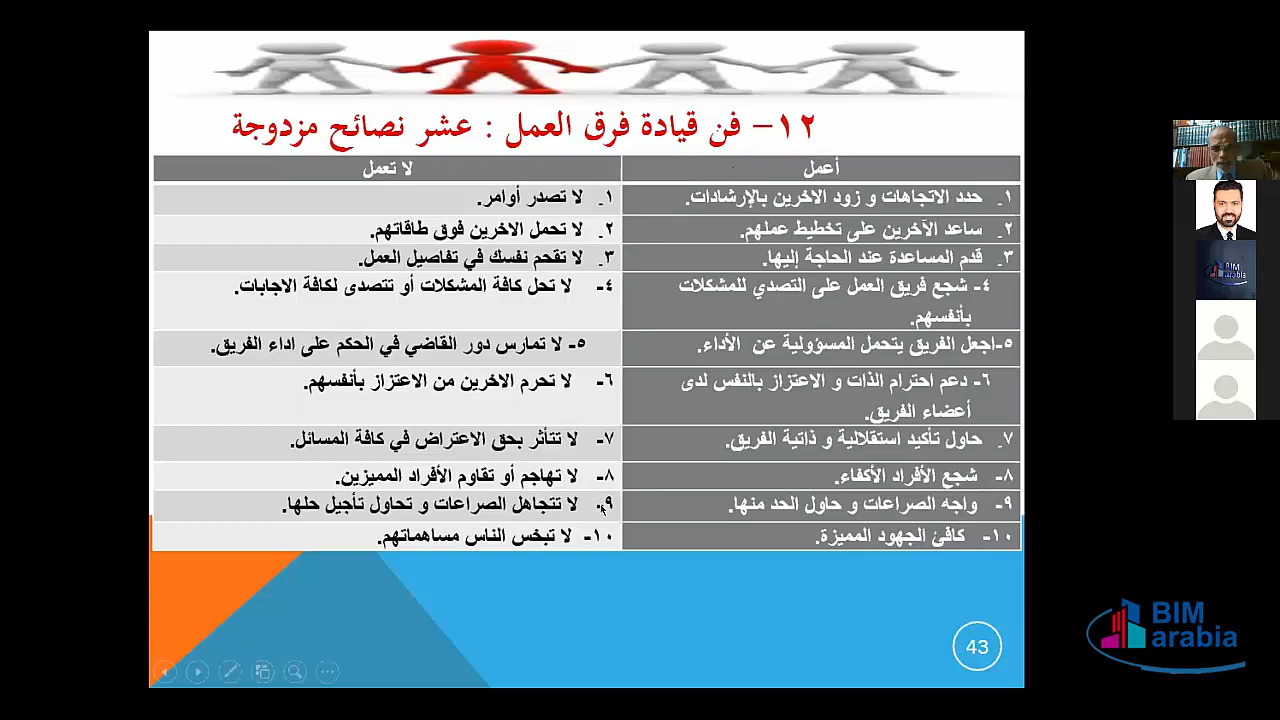 ١٢- فن قيادة فرق العمل : عشر نصائح مزدوجة
أعمل
لا تعمل
١. حدد الاتجاهات و زود الاخرين بالإرشادات.
١. لا تصدر أوامر.
٢. ساعد الآخرين على تخطيط عملهم.
٢. لا تحمل الاخرين فوق طاقاتهم.
٣. قدم المساعدة عند الحاجة إليها.
٣. لا تقحم نفسك في تفاصيل العمل.
٤- شجع فريق العمل على التصدي للمشكلات
بأنفسهم.
٤- لا تحل كافة المشكلات أو تتصدى لكافة الاجابات.
٥-اجعل الفريق يتحمل المسؤولية عن الأداء.
٥- لا تمارس دور القاضي في الحكم على اداء الفريق.
٦- دعم احترام الذات و الاعتزاز بالنفس لدى
أعضاء الفريق.
٦- لا تحرم الاخرين من الاعتزاز بأنفسهم.
٧. حاول تأكيد استقلالية و ذاتية الفريق.
٧- لا تتأثر بحق الاعتراض في كافة المسائل.
٨- شجع الأفراد الأكفاء.
٨- لا تهاجم أو تقاوم الأفراد المميزين.
٩- واجه الصراعات و حاول الحد منها.
٩- لا تتجاهل الصراعات و تحاول تأجيل حلها.
١٠- كافئ الجهود المميزة.
١٠- لا تبخس الناس مساهماتهم.
43
BIM
arabia
BIM
arabia